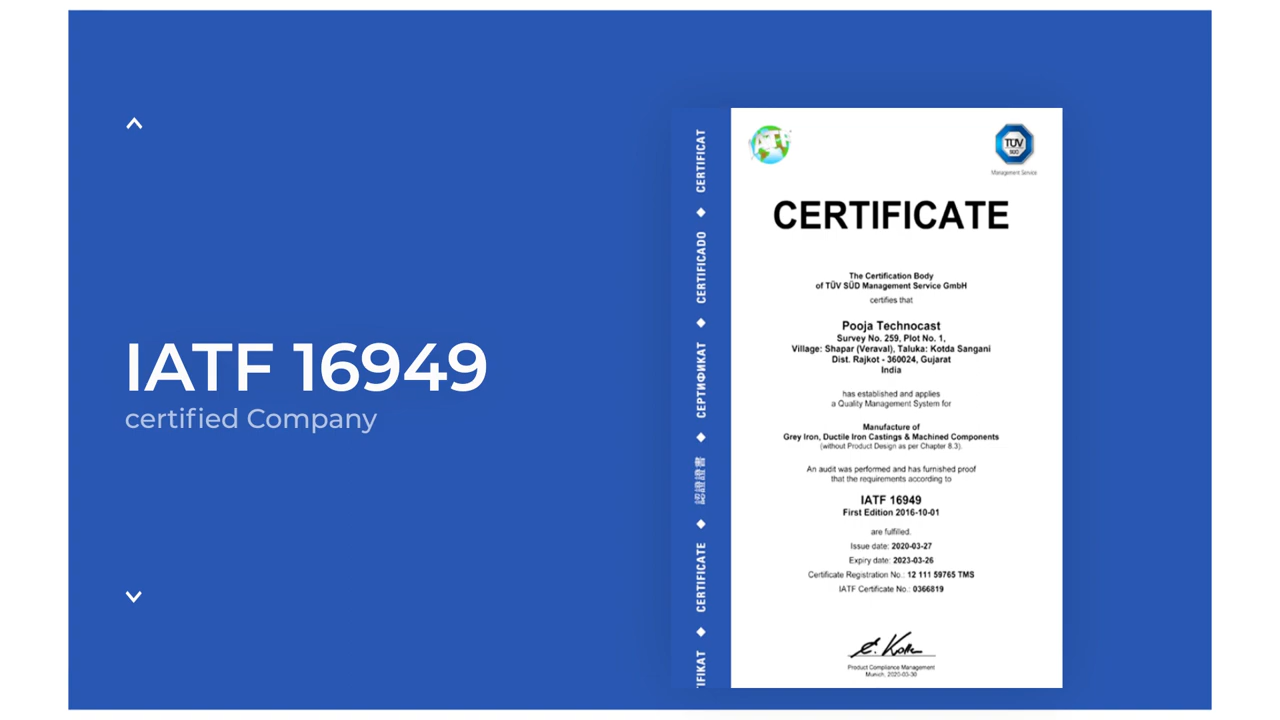 IATF 16949
certified Company
CERTIFICAT
CERTIFICADO
СЕРТИФИКАТ
認證證書
CERTIFICATE
TIFIKAT
IATF
TÜV
SÜD
Management Service
CERTIFICATE
The Certification Body
of TÜV SÜD Management Service GmbH
certifies that
Pooja Technocast
Survey No. 259, Plot No. 1,
Village: Shapar (Veraval), Taluka: Kotda Sangani
Dist. Rajkot - 360024, Gujarat
India
has established and applies
a Quality Management System for
Manufacture of
Grey Iron, Ductile Iron Castings & Machined Components
(without Product Design as per Chapter 8.3).
An audit was performed and has furnished proof
that the requirements according to
IATF 16949
First Edition 2016-10-01
are fulfilled.
Issue date: 2020-03-27
Expiry date: 2023-03-26
Certificate Registration No.: 12 111 59765 TMS
IATF Certificate No.: 0366819
Product Compliance Management
Munich, 2020-03-30